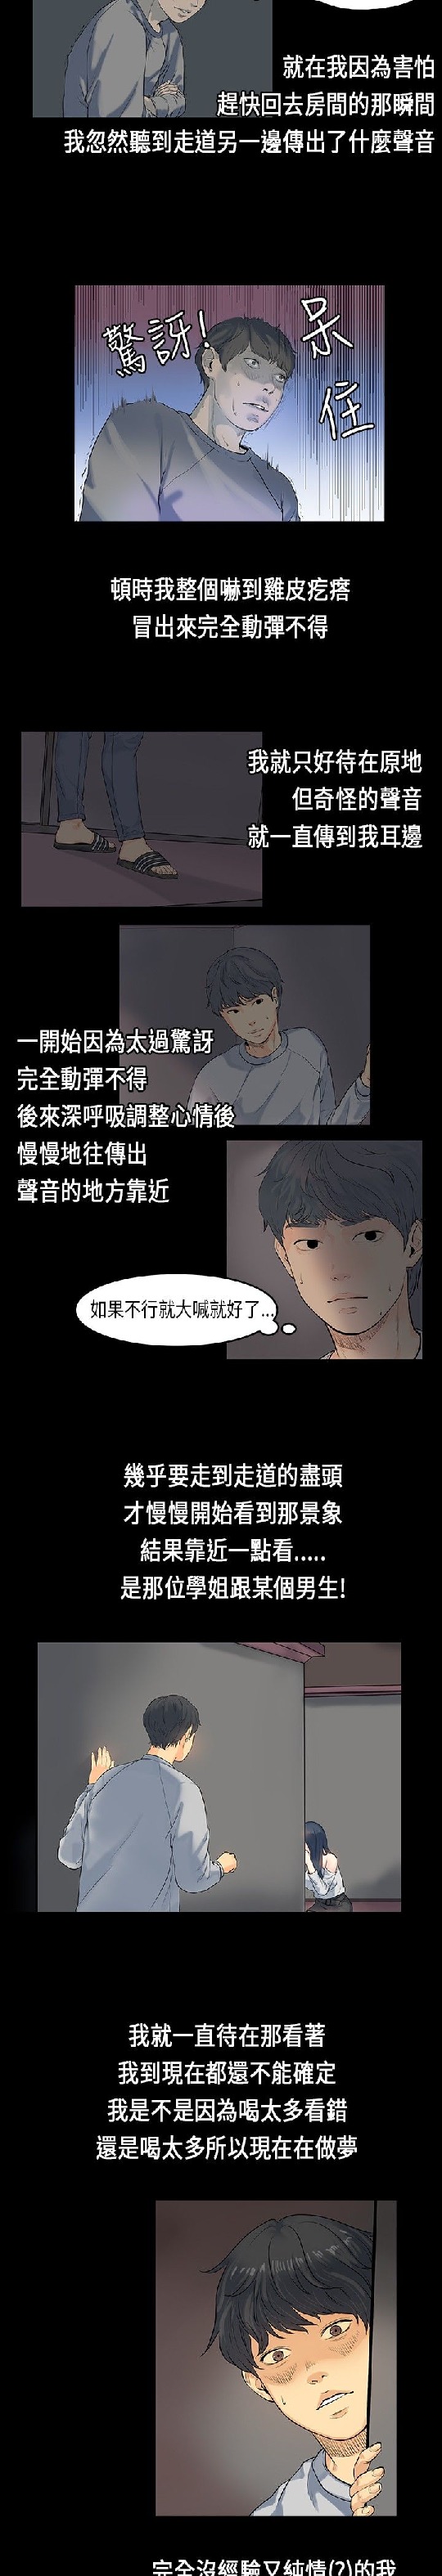 就在我因為害怕
趕快回去房間的那瞬間
我忽然聽到走道另一邊傳出了什麼聲音
驚訝!
呆
住
頓時我整個嚇到雞皮疙瘩
冒出來完全動彈不得
我就只好待在原地
但奇怪的聲音
就一直傳到我耳邊
一開始因為太過驚訝
完全動彈不得
後來深呼吸調整心情後
慢慢地往傳出
聲音的地方靠近
如果不行就大喊就好了...
幾乎要走到走道的盡頭
才慢慢開始看到那景象
結果靠近一點看.....
是那位學姐跟某個男生!
我就一直待在那看著
我到現在都還不能確定
我是不是因為喝太多看錯
還是喝太多所以現在在做夢
完全沒經驗又純情(?)的我